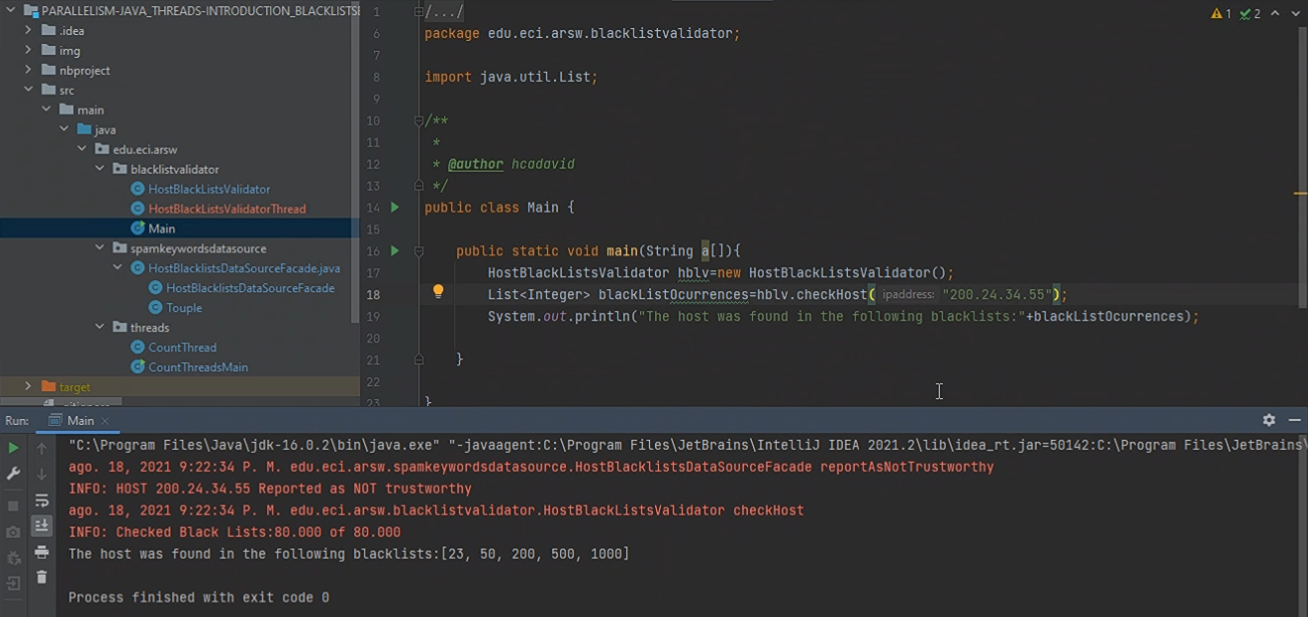 PARALLELISM-JAVA_THREADS-INTRODUCTION_BLACKLISTS
.idea
img
nbproject
src
main
java
edu.eci.arsw
blacklistvalidator
HostBlackListsValidator
HostBlackListsValidatorThread
Main
spamkeywordsdatasource
HostBlacklistsDataSourceFacade.java
HostBlacklistsDataSourceFacade
Touple
threads
CountThread
CountThreadsMain
target
1 /.../
6 package edu.eci.arsw.blacklistvalidator;
7
8 import java.util.List;
9
10 /**
11 *
12 * @author hcadavid
13 */
14 public class Main {
15
16 public static void main(String a[]){
17 HostBlackListsValidator hblv=new HostBlackListsValidator();
18 List<Integer> blackListOcurrences=hblv.checkHost( ipaddress: "200.24.34.55");
19 System.out.println("The host was found in the following blacklists:"+blackListOcurrences);
20
21 }
22
23 }
1 2
Run: Main
"C:\Program Files\Java\jdk-16.0.2\bin\java.exe" "-javaagent:C:\Program Files\JetBrains\IntelliJ IDEA 2021.2\lib\idea_rt.jar=50142:C:\Program Files\JetBrains\
ago. 18, 2021 9:22:34 P. M. edu.eci.arsw.spamkeywordsdatasource.HostBlacklistsDataSourceFacade reportAsNotTrustworthy
INFO: HOST 200.24.34.55 Reported as NOT trustworthy
ago. 18, 2021 9:22:34 P. M. edu.eci.arsw.blacklistvalidator.HostBlackListsValidator checkHost
INFO: Checked Black Lists:80.000 of 80.000
The host was found in the following blacklists:[23, 50, 200, 500, 1000]
Process finished with exit code 0